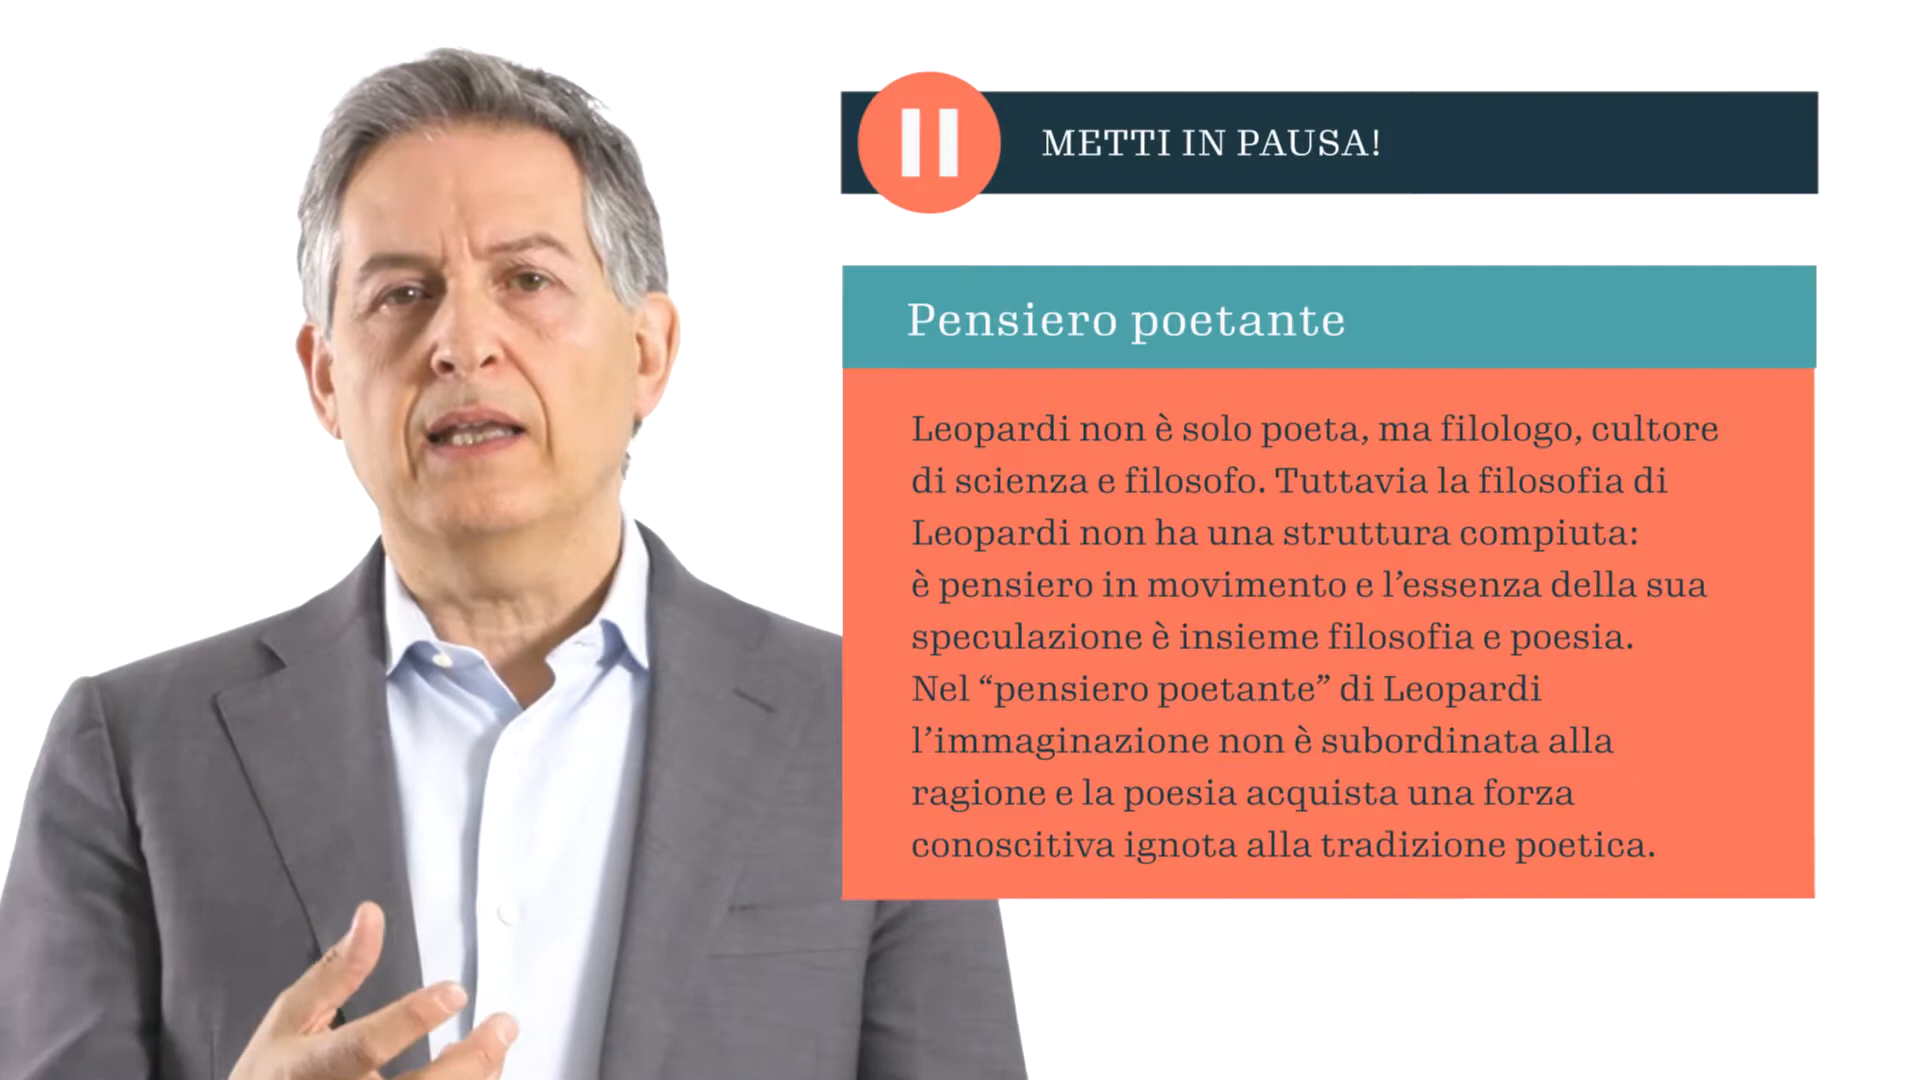 METTI IN PAUSA!
Pensiero poetante
Leopardi non è solo poeta, ma filologo, cultore
di scienza e filosofo. Tuttavia la filosofia di
Leopardi non ha una struttura compiuta:
è pensiero in movimento e l’essenza della sua
speculazione è insieme filosofia e poesia.
Nel “pensiero poetante” di Leopardi
l’immaginazione non è subordinata alla
ragione e la poesia acquista una forza
conoscitiva ignota alla tradizione poetica.